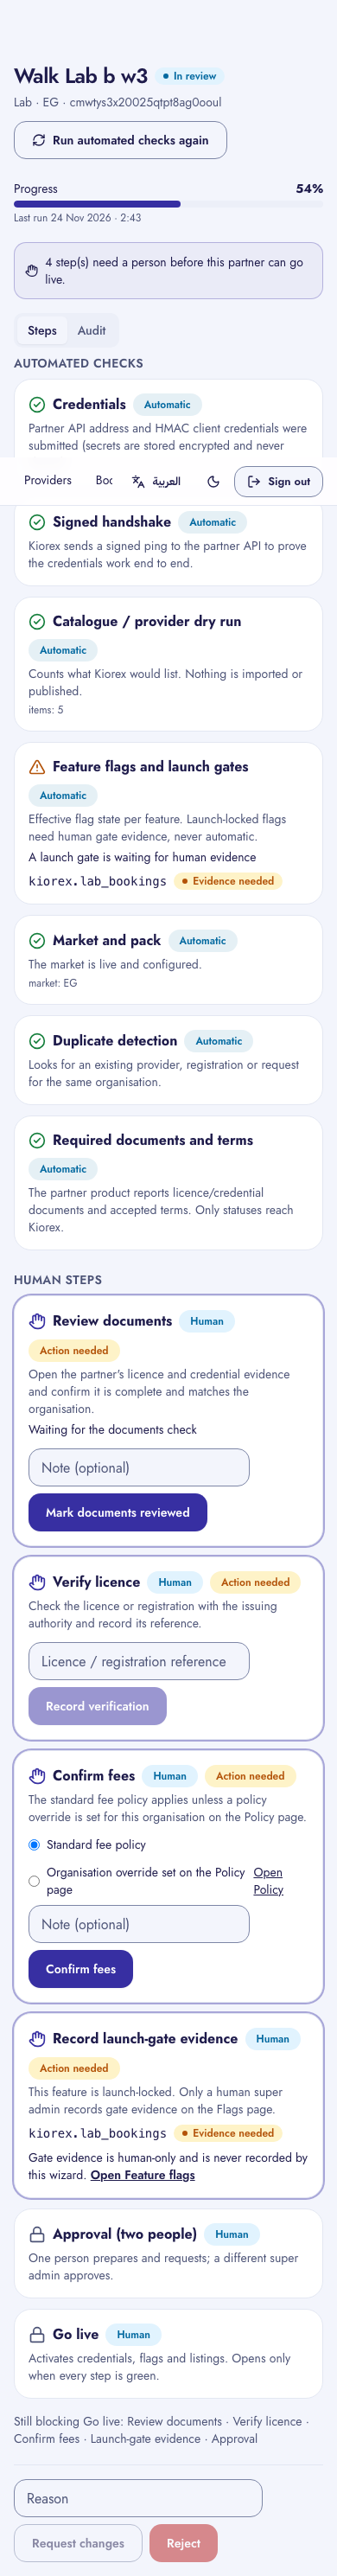 Walk Lab b w3 In review
Lab · EG · cmwtys3x20025qtpt8ag0ooul
Run automated checks again
Progress 54%
Last run 24 Nov 2026 · 2:43
4 step(s) need a person before this partner can go
live.
Steps Audit
AUTOMATED CHECKS
Credentials Automatic
Partner API address and HMAC client credentials were
submitted (secrets are stored encrypted and never
Providers العربية Sign out
Signed handshake Automatic
Kiorex sends a signed ping to the partner API to prove
the credentials work end to end.
Catalogue / provider dry run
Automatic
Counts what Kiorex would list. Nothing is imported or
published.
items: 5
Feature flags and launch gates
Automatic
Effective flag state per feature. Launch-locked flags
need human gate evidence, never automatic.
A launch gate is waiting for human evidence
kiorex.lab_bookings Evidence needed
Market and pack Automatic
The market is live and configured.
market: EG
Duplicate detection Automatic
Looks for an existing provider, registration or request
for the same organisation.
Required documents and terms
Automatic
The partner product reports licence/credential
documents and accepted terms. Only statuses reach
Kiorex.
HUMAN STEPS
Review documents Human
Action needed
Open the partner's licence and credential evidence
and confirm it is complete and matches the
organisation.
Waiting for the documents check
Note (optional)
Mark documents reviewed
Verify licence Human Action needed
Check the licence or registration with the issuing
authority and record its reference.
Licence / registration reference
Record verification
Confirm fees Human Action needed
The standard fee policy applies unless a policy
override is set for this organisation on the Policy page.
Standard fee policy
Organisation override set on the Policy Open
page Policy
Note (optional)
Confirm fees
Record launch-gate evidence Human
Action needed
This feature is launch-locked. Only a human super
admin records gate evidence on the Flags page.
kiorex.lab_bookings Evidence needed
Gate evidence is human-only and is never recorded by
this wizard. Open Feature flags
Approval (two people) Human
One person prepares and requests; a different super
admin approves.
Go live Human
Activates credentials, flags and listings. Opens only
when every step is green.
Still blocking Go live: Review documents · Verify licence ·
Confirm fees · Launch-gate evidence · Approval
Reason
Request changes Reject